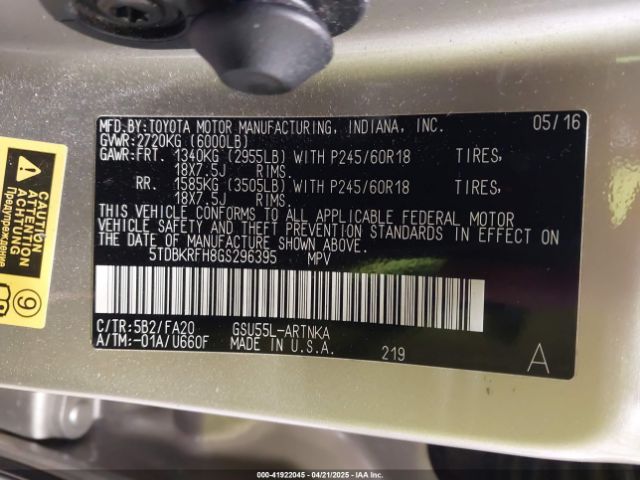 MFD. BY: TOYOTA MOTOR MANUFACTURING, INDIANA, INC. 05/16
GVWR: 2720KG (6000LB)
GAWR: FRT. 1340KG (2955LB) WITH P245/60R18 TIRES,
18X7.5J RIMS.
RR. 1585KG (3505LB) WITH P245/60R18 TIRES,
18X7.5J RIMS.
THIS VEHICLE CONFORMS TO ALL APPLICABLE FEDERAL MOTOR
VEHICLE SAFETY AND THEFT PREVENTION STANDARDS IN EFFECT ON
THE DATE OF MANUFACTURE SHOWN ABOVE.
5TDBKRFH8GS296395 MPV
C/TR: 5B2/FA20 GSU55L-ARTNKA
A/TM: -01A/U660F MADE IN U.S.A. 219 A
CAUTION
ATTENTION
ACHTUNG
Предупреждение
9
000-41922045 - 04/21/2025 - IAAI, Inc.